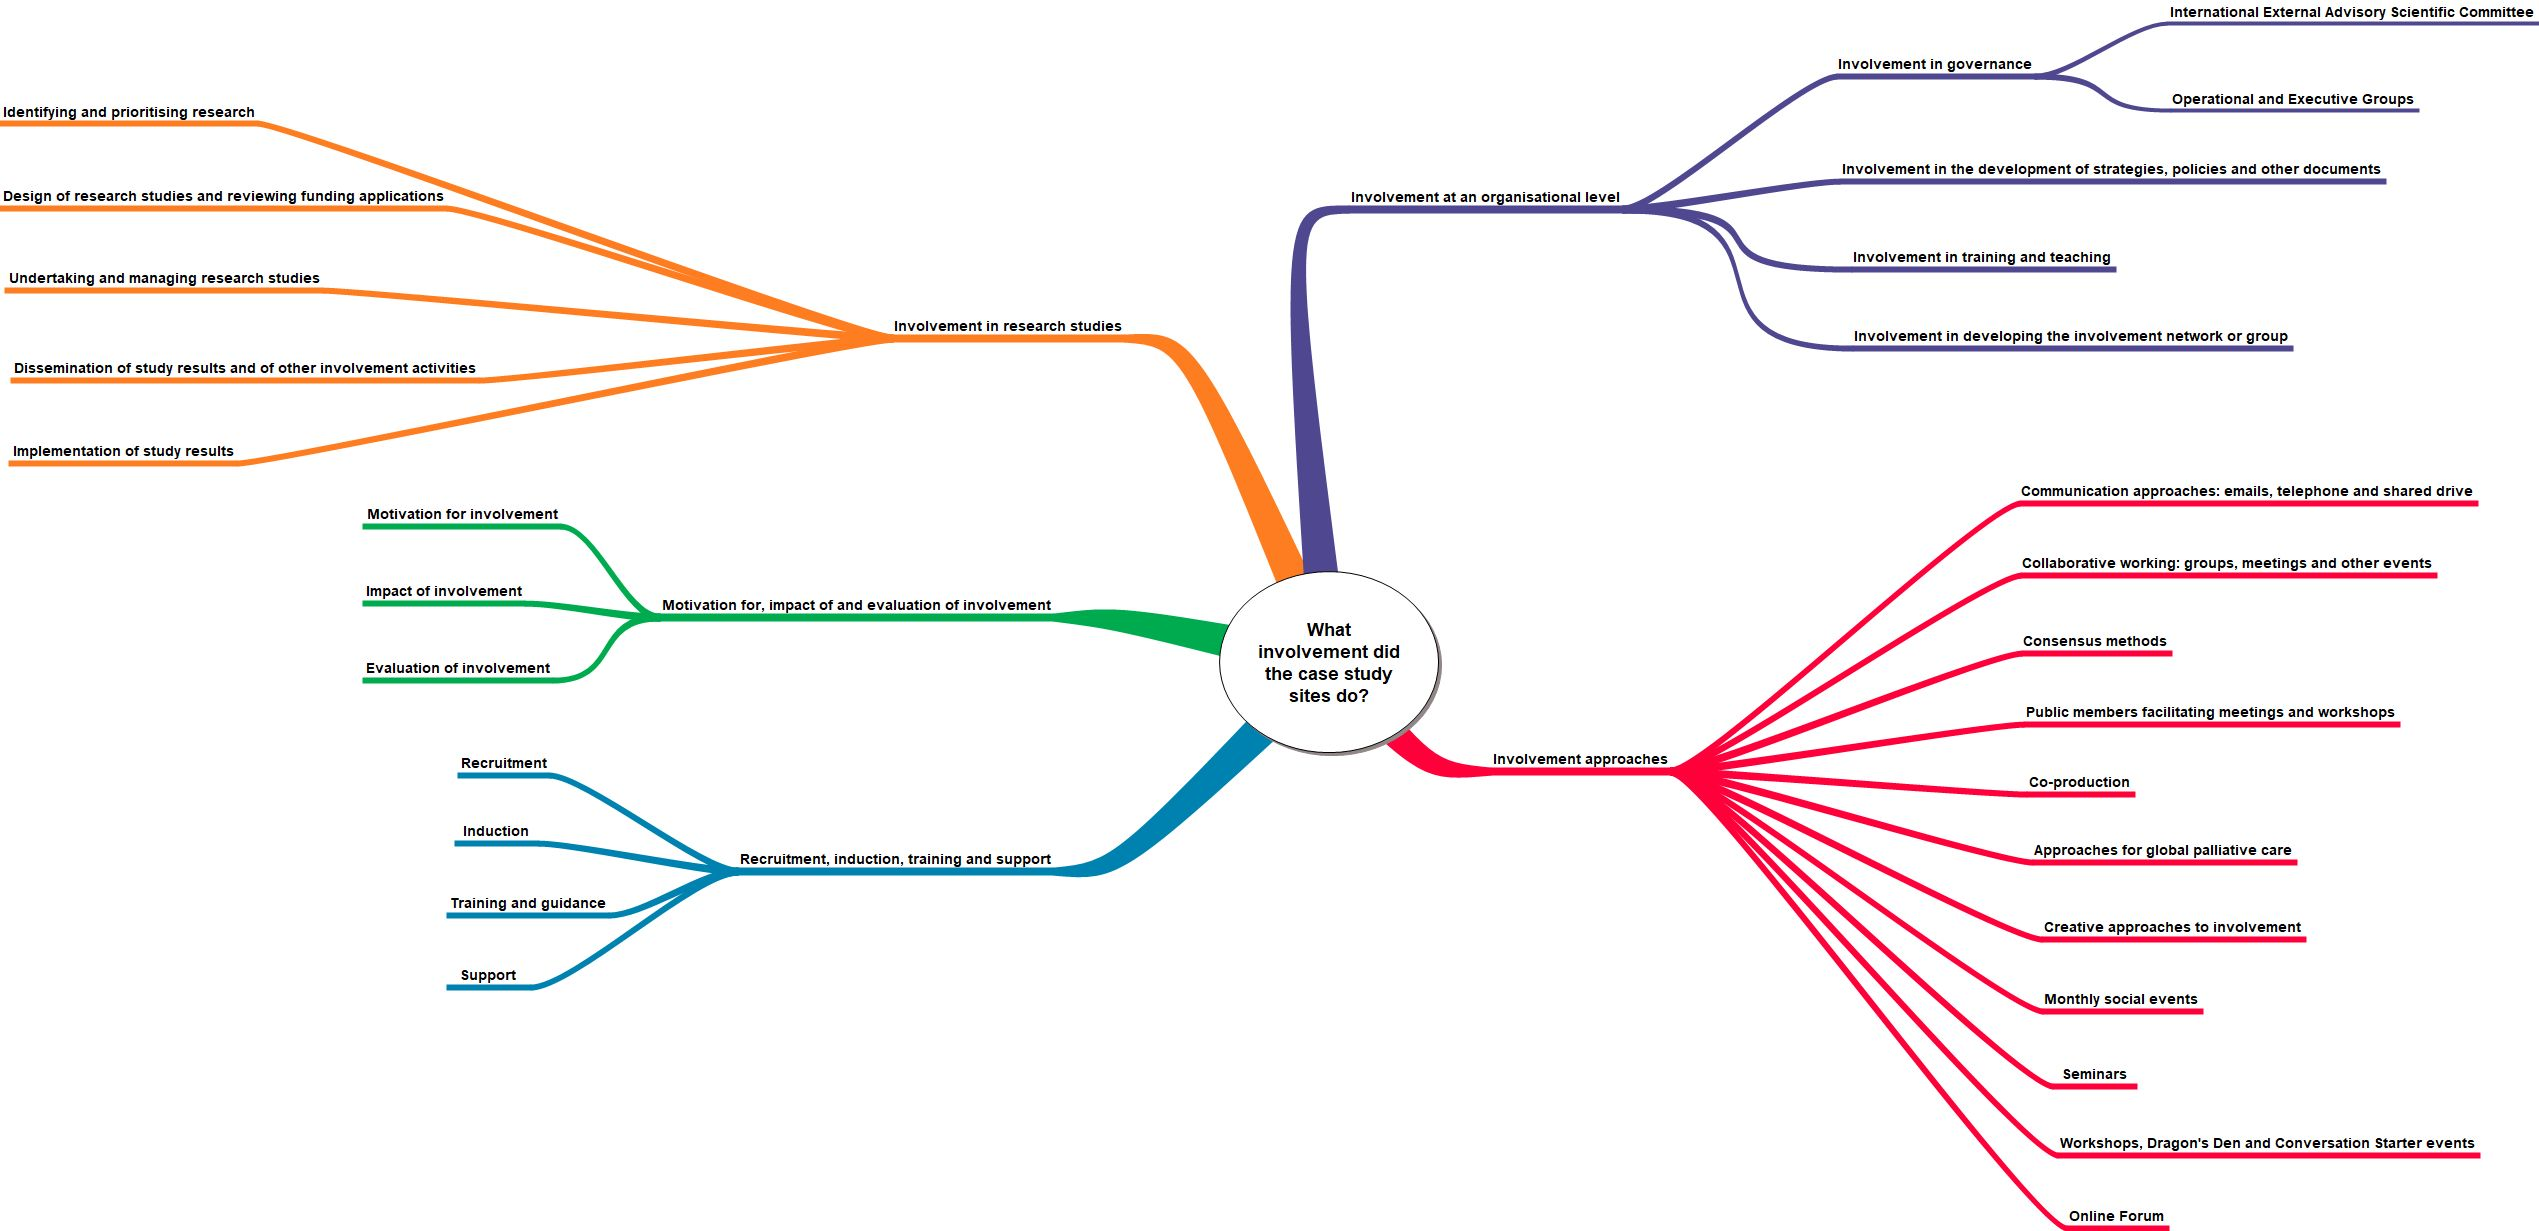 What
involvement did
the case study
sites do?
Involvement at an organisational level
Involvement in governance
International External Advisory Scientific Committee
Operational and Executive Groups
Involvement in the development of strategies, policies and other documents
Involvement in training and teaching
Involvement in developing the involvement network or group
Involvement approaches
Communication approaches: emails, telephone and shared drive
Collaborative working: groups, meetings and other events
Consensus methods
Public members facilitating meetings and workshops
Co-production
Approaches for global palliative care
Creative approaches to involvement
Monthly social events
Seminars
Workshops, Dragon's Den and Conversation Starter events
Online Forum
Recruitment, induction, training and support
Recruitment
Induction
Training and guidance
Support
Motivation for, impact of and evaluation of involvement
Motivation for involvement
Impact of involvement
Evaluation of involvement
Involvement in research studies
Identifying and prioritising research
Design of research studies and reviewing funding applications
Undertaking and managing research studies
Dissemination of study results and of other involvement activities
Implementation of study results